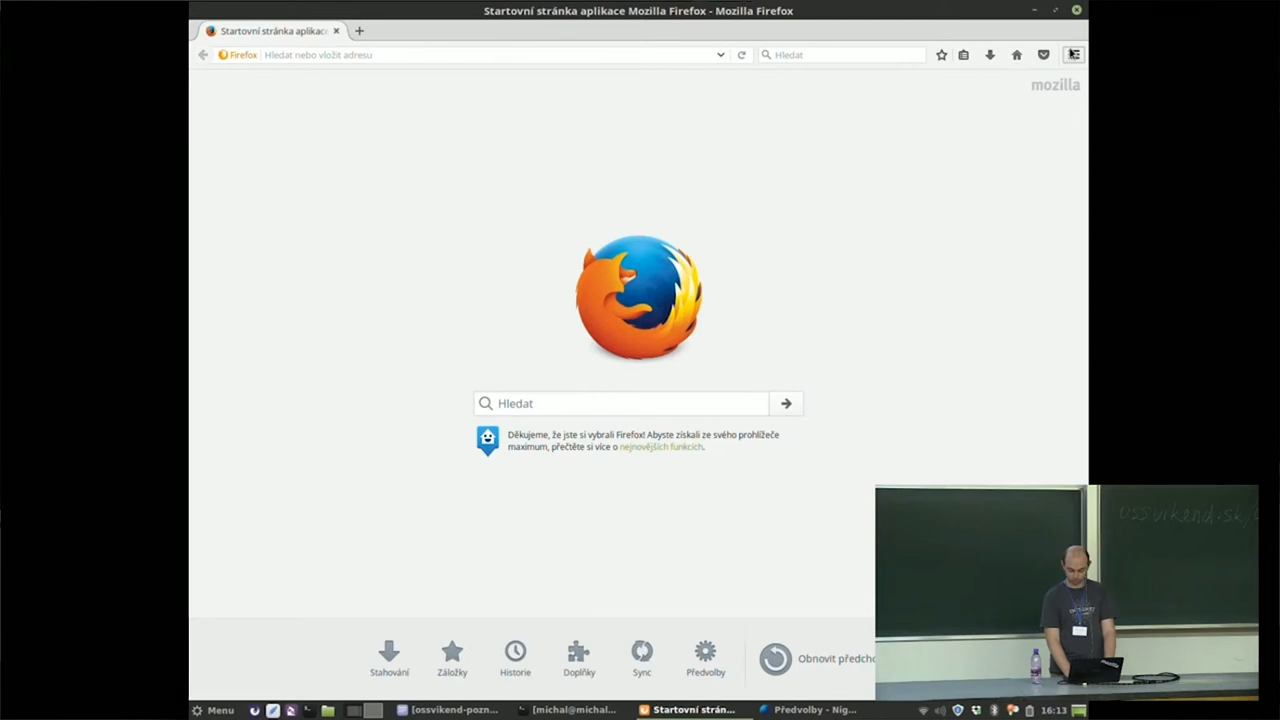 Startovní stránka aplikace Mozilla Firefox - Mozilla Firefox
Startovní stránka aplikac
Firefox
Hledat nebo vložit adresu
Hledat
mozilla
Hledat
Děkujeme, že jste si vybrali Firefox! Abyste získali ze svého prohlížeče
maximum, přečtěte si více o nejnovějších funkcích.
ossvikend.sk/
INTERNET
mozilla
Stahování
Záložky
Historie
Doplňky
Sync
Předvolby
Obnovit předcho
Menu
[ossvikend-pozn...
[michal@michal...
Startovní strán...
Předvolby - Nig...
16:13